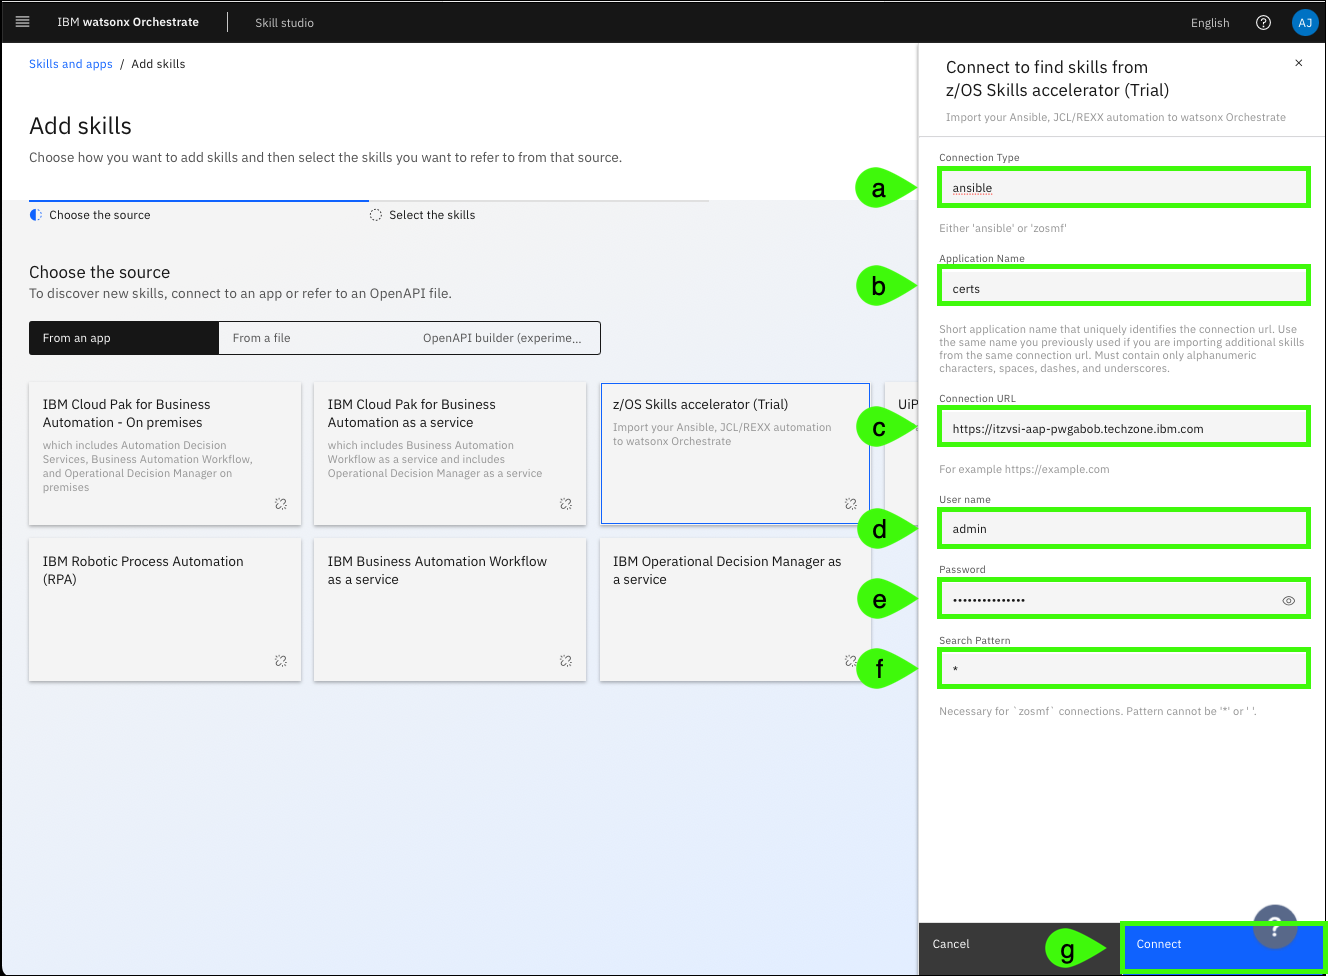 IBM watsonx Orchestrate
Skill studio
English
AJ
Skills and apps / Add skills
Add skills
Choose how you want to add skills and then select the skills you want to refer to from that source.
Choose the source
Select the skills
Choose the source
To discover new skills, connect to an app or refer to an OpenAPI file.
From an app
From a file
OpenAPI builder (experime...
IBM Cloud Pak for Business
Automation - On premises
which includes Automation Decision
Services, Business Automation Workflow,
and Operational Decision Manager on
premises
IBM Cloud Pak for Business
Automation as a service
which includes Business Automation
Workflow as a service and includes
Operational Decision Manager as a service
z/OS Skills accelerator (Trial)
Import your Ansible, JCL/REXX automation
to watsonx Orchestrate
UiP
IBM Robotic Process Automation
(RPA)
IBM Business Automation Workflow
as a service
IBM Operational Decision Manager as
a service
Connect to find skills from
z/OS Skills accelerator (Trial)
Import your Ansible, JCL/REXX automation to watsonx Orchestrate
Connection Type
a
ansible
Either 'ansible' or 'zosmf'
Application Name
b
certs
Short application name that uniquely identifies the connection url. Use
the same name you previously used if you are importing additional skills
from the same connection url. Must contain only alphanumeric
characters, spaces, dashes, and underscores.
Connection URL
c
https://itzvsi-aap-pwgabob.techzone.ibm.com
For example https://example.com
User name
d
admin
Password
e
•••••••••••••••
Search Pattern
f
*
Necessary for `zosmf` connections. Pattern cannot be '*' or ' '.
?
Cancel
g
Connect